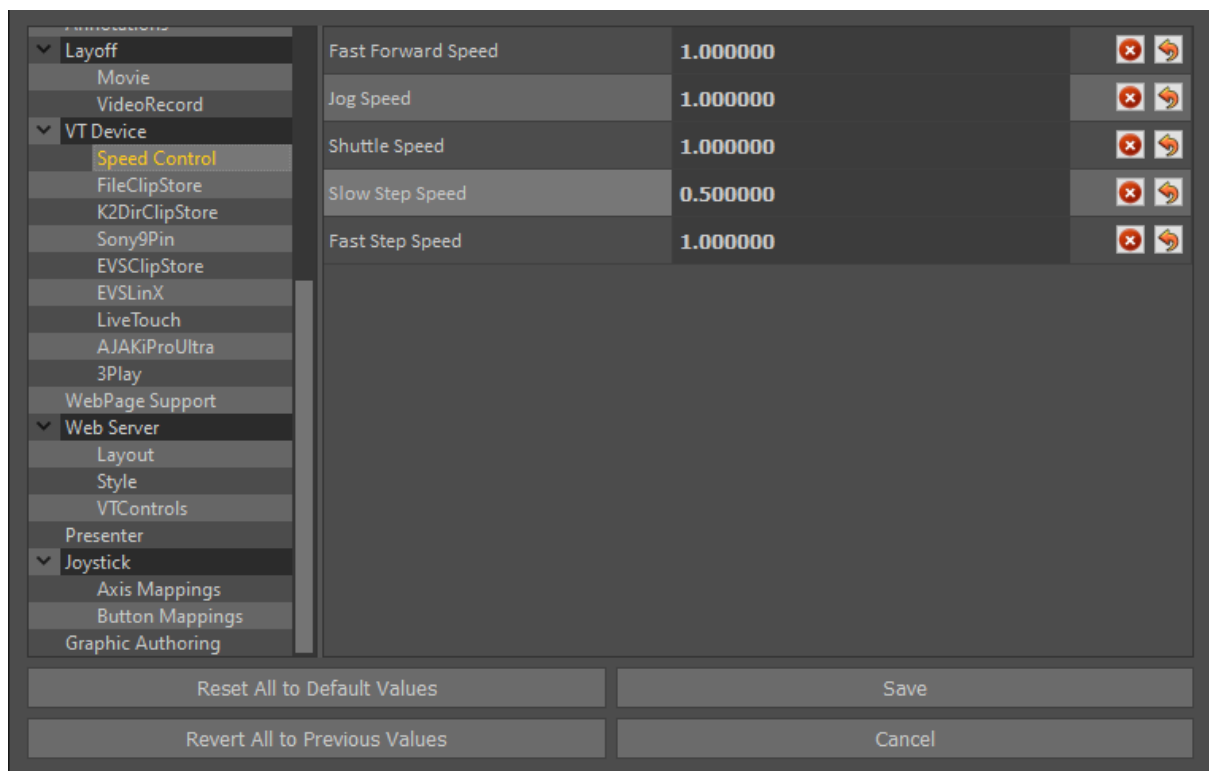 Annotations
Layoff
Movie
VideoRecord
VT Device
Speed Control
FileClipStore
K2DirClipStore
Sony9Pin
EVSClipStore
EVSLinX
LiveTouch
AJAKiProUltra
3Play
WebPage Support
Web Server
Layout
Style
VTControls
Presenter
Joystick
Axis Mappings
Button Mappings
Graphic Authoring
Fast Forward Speed 1.000000
Jog Speed 1.000000
Shuttle Speed 1.000000
Slow Step Speed 0.500000
Fast Step Speed 1.000000
Reset All to Default Values
Save
Revert All to Previous Values
Cancel